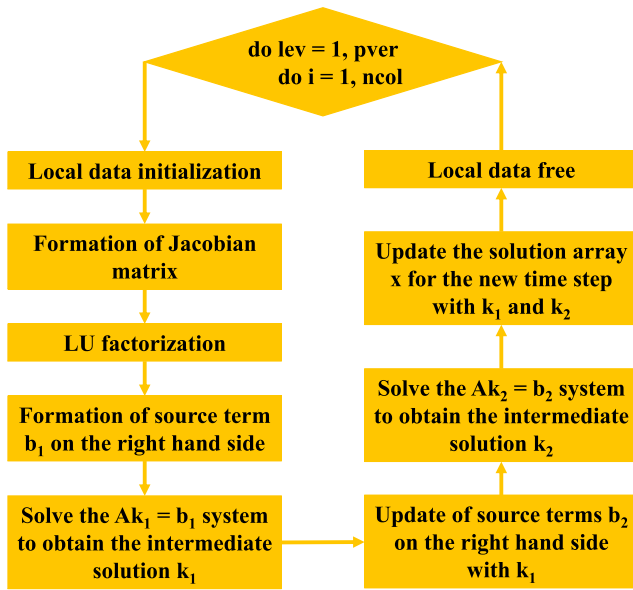 do lev = 1, pver
do i = 1, ncol
Local data initialization
Formation of Jacobian
matrix
LU factorization
Formation of source term
b₁ on the right hand side
Solve the Ak₁ = b₁ system
to obtain the intermediate
solution k₁
Update of source terms b₂
on the right hand side
with k₁
Solve the Ak₂ = b₂ system
to obtain the intermediate
solution k₂
Update the solution array
x for the new time step
with k₁ and k₂
Local data free